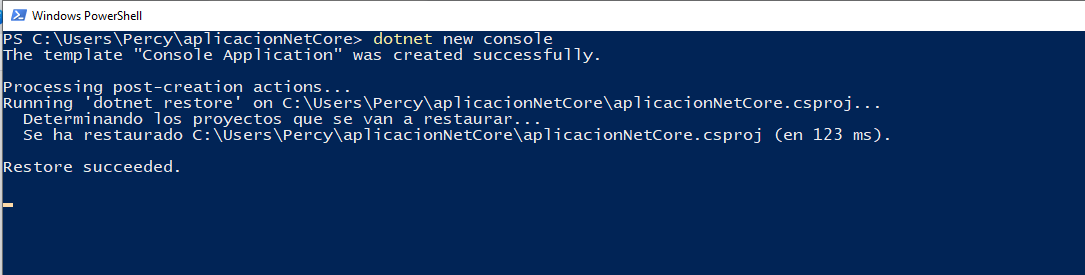 Windows PowerShell
PS C:\Users\Percy\aplicacionNetCore> dotnet new console
The template "Console Application" was created successfully.
Processing post-creation actions...
Running 'dotnet restore' on C:\Users\Percy\aplicacionNetCore\aplicacionNetCore.csproj...
  Determinando los proyectos que se van a restaurar...
  Se ha restaurado C:\Users\Percy\aplicacionNetCore\aplicacionNetCore.csproj (en 123 ms).
Restore succeeded.